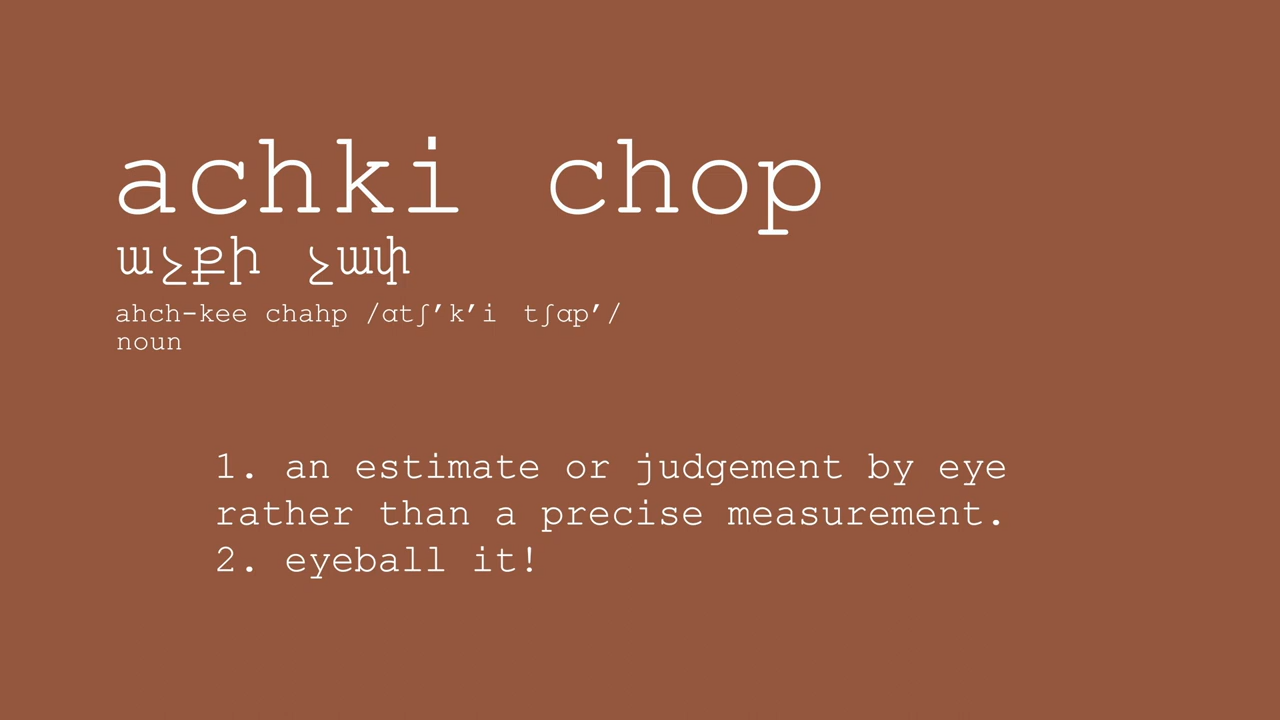 achki chop
աչքի չափ
ahch-kee chahp /ɑtʃ’k’i tʃɑp’/
noun
1. an estimate or judgement by eye
rather than a precise measurement.
2. eyeball it!